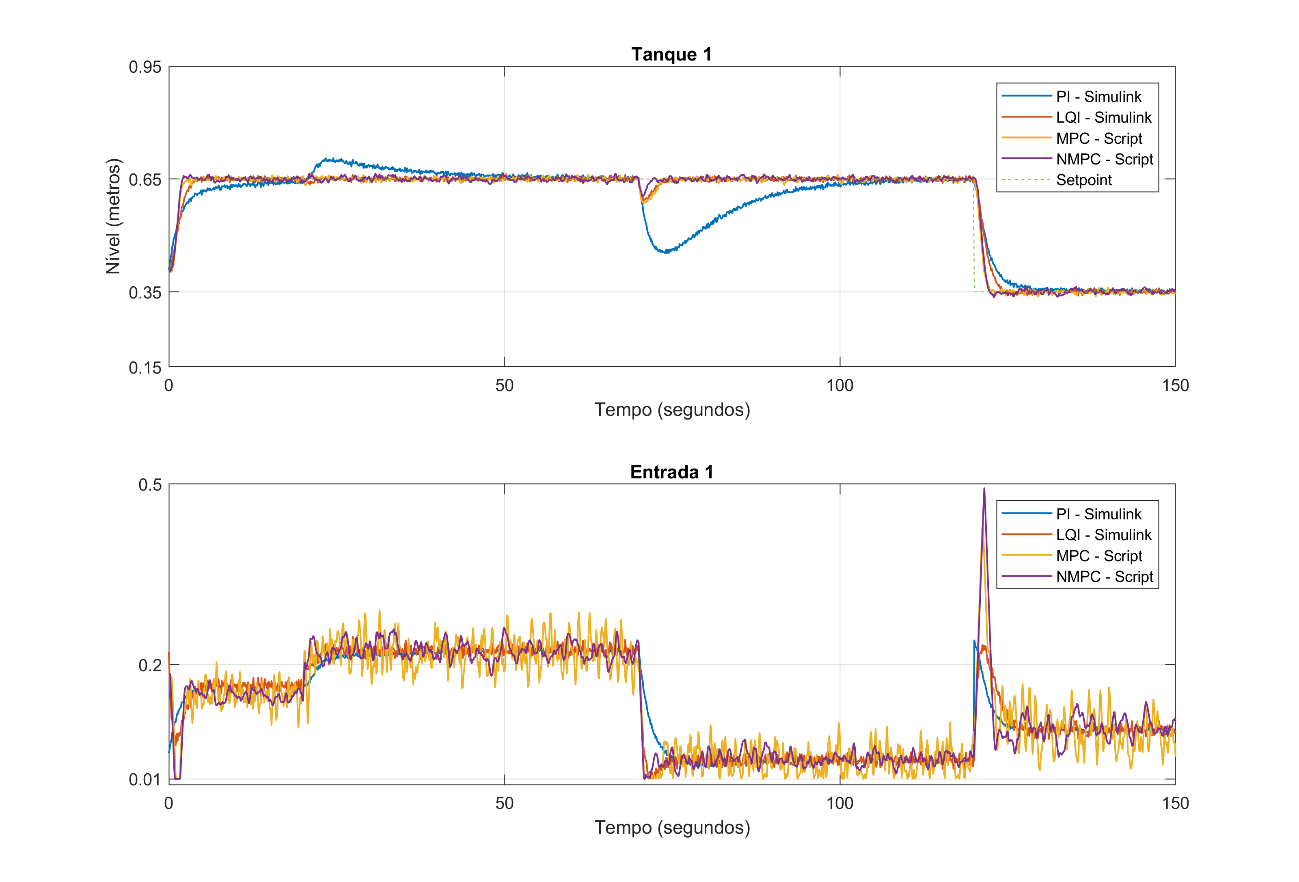 Tanque 1
0.95
0.65
0.35
0.15
Nível (metros)
PI - Simulink
LQI - Simulink
MPC - Script
NMPC - Script
Setpoint
0
50
100
150
Tempo (segundos)
Entrada 1
0.5
0.2
0.01
PI - Simulink
LQI - Simulink
MPC - Script
NMPC - Script
0
50
100
150
Tempo (segundos)